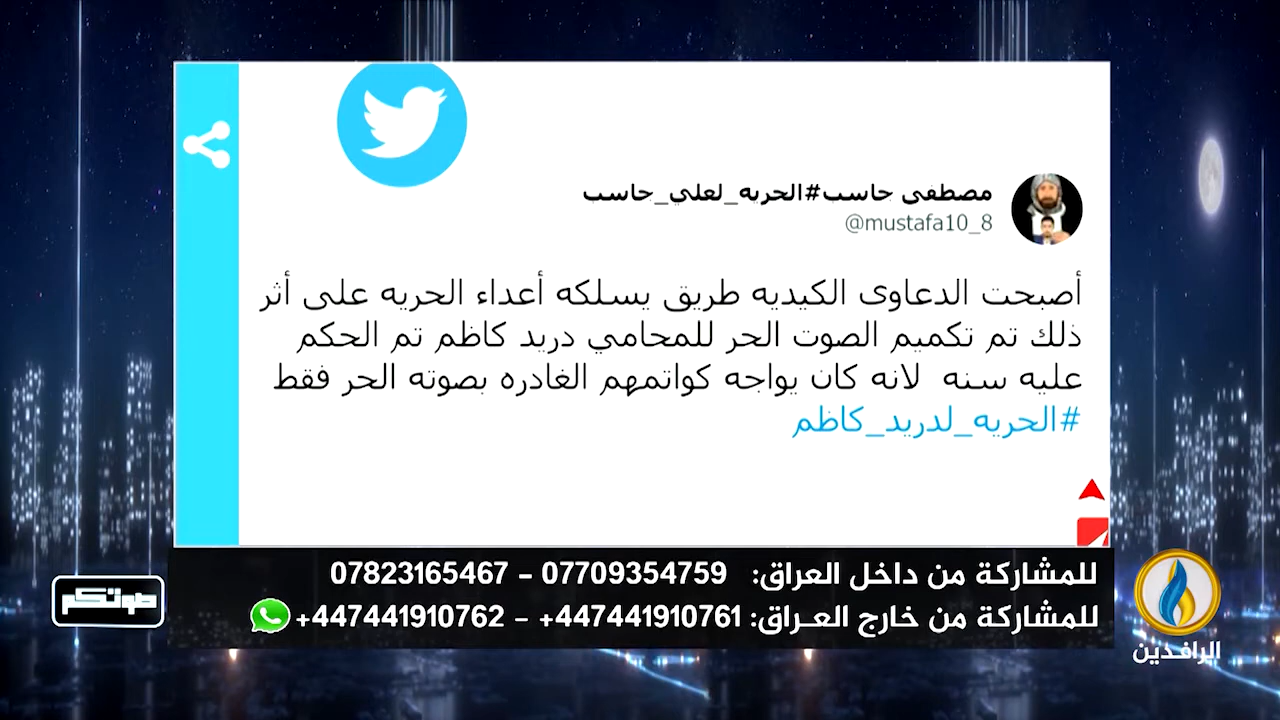 مصطفى جاسب#الحريه_لعلي_جاسب
@mustafa10_8
أصبحت الدعاوى الكيديه طريق يسلكه أعداء الحريه على أثر
ذلك تم تكميم الصوت الحر للمحامي دريد كاظم تم الحكم
عليه سنه لانه كان يواجه كواتمهم الغادره بصوته الحر فقط
#الحريه_لدريد_كاظم
للمشاركة من داخل العراق: 07709354759 - 07823165467
للمشاركة من خارج العـراق: 447441910761+ - 447441910762+
صوتكم
الرافدين